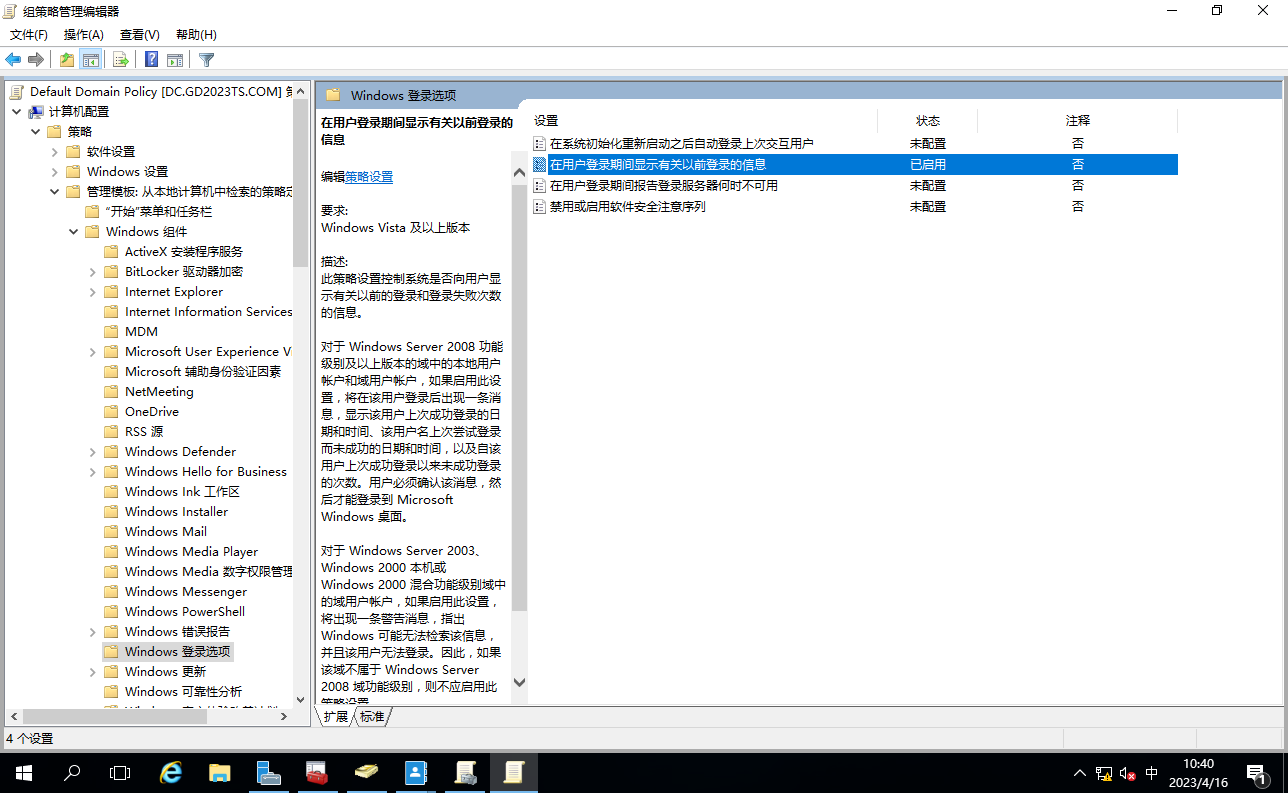 组策略管理编辑器
文件(F) 操作(A) 查看(V) 帮助(H)
Default Domain Policy [DC.GD2023TS.COM] 策
计算机配置
策略
软件设置
Windows 设置
管理模板: 从本地计算机中检索的策略定
“开始”菜单和任务栏
Windows 组件
ActiveX 安装程序服务
BitLocker 驱动器加密
Internet Explorer
Internet Information Services
MDM
Microsoft User Experience V
Microsoft 辅助身份验证因素
NetMeeting
OneDrive
RSS 源
Windows Defender
Windows Hello for Business
Windows Ink 工作区
Windows Installer
Windows Mail
Windows Media Player
Windows Media 数字权限管理
Windows Messenger
Windows PowerShell
Windows 错误报告
Windows 登录选项
Windows 更新
Windows 可靠性分析
Windows 登录选项
在用户登录期间显示有关以前登录的
信息
编辑策略设置
要求:
Windows Vista 及以上版本
描述:
此策略设置控制系统是否向用户显
示有关以前的登录和登录失败次数
的信息。
对于 Windows Server 2008 功能
级别及以上版本的域中的本地用户
帐户和域用户帐户，如果启用此设
置，将在该用户登录后出现一条消
息，显示该用户上次成功登录的日
期和时间、该用户名上次尝试登录
而未成功的日期和时间，以及自该
用户上次成功登录以来未成功登录
的次数。用户必须确认该消息，然
后才能登录到 Microsoft
Windows 桌面。
对于 Windows Server 2003、
Windows 2000 本机或
Windows 2000 混合功能级别域中
的域用户帐户，如果启用此设置，
将出现一条警告消息，指出
Windows 可能无法检索该信息，
并且该用户无法登录。因此，如果
该域不属于 Windows Server
2008 域功能级别，则不应启用此
策略设置
设置 状态 注释
在系统初始化重新启动之后自动登录上次交互用户 未配置 否
在用户登录期间显示有关以前登录的信息 已启用 否
在用户登录期间报告登录服务器何时不可用 未配置 否
禁用或启用软件安全注意序列 未配置 否
扩展 标准
4 个设置
中
10:40
2023/4/16
1